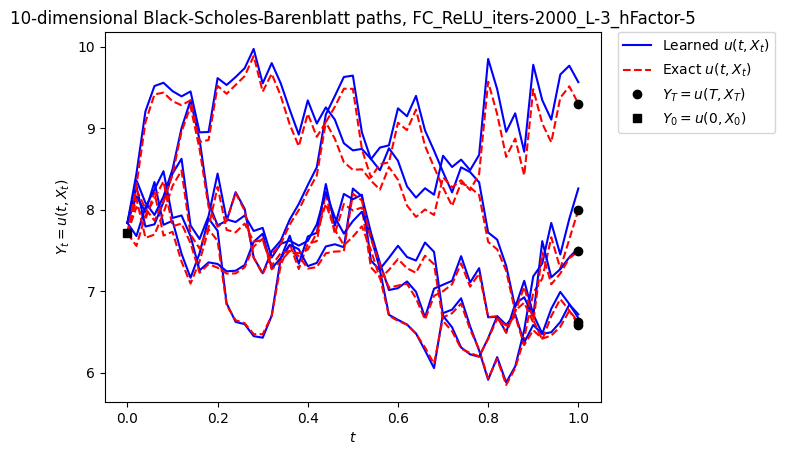 10-dimensional Black-Scholes-Barenblatt paths, FC_ReLU_iters-2000_L-3_hFactor-5
Learned u(t, X_t)
Exact u(t, X_t)
Y_T = u(T, X_T)
Y_0 = u(0, X_0)
Y_t = u(t, X_t)
10
9
8
7
6
0.0 0.2 0.4 0.6 0.8 1.0
t